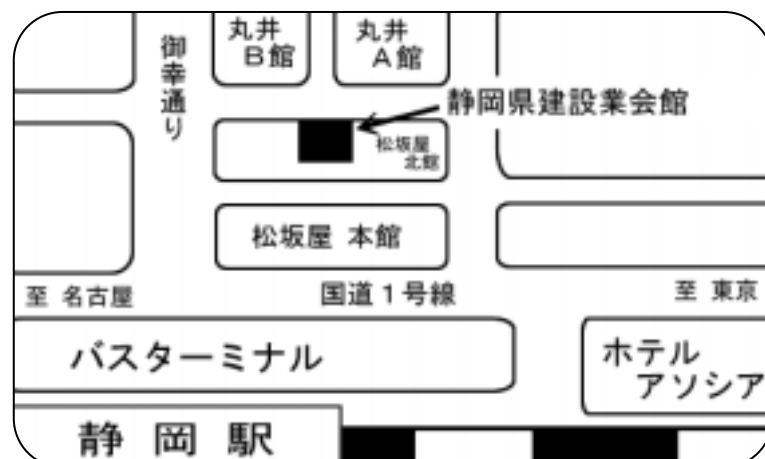 御幸通り
丸井
B館
丸井
A館
静岡県建設業会館
松坂屋
北館
松坂屋 本館
至 名古屋
国道1号線
至 東京
バスターミナル
ホテル
アソシア
静 岡 駅